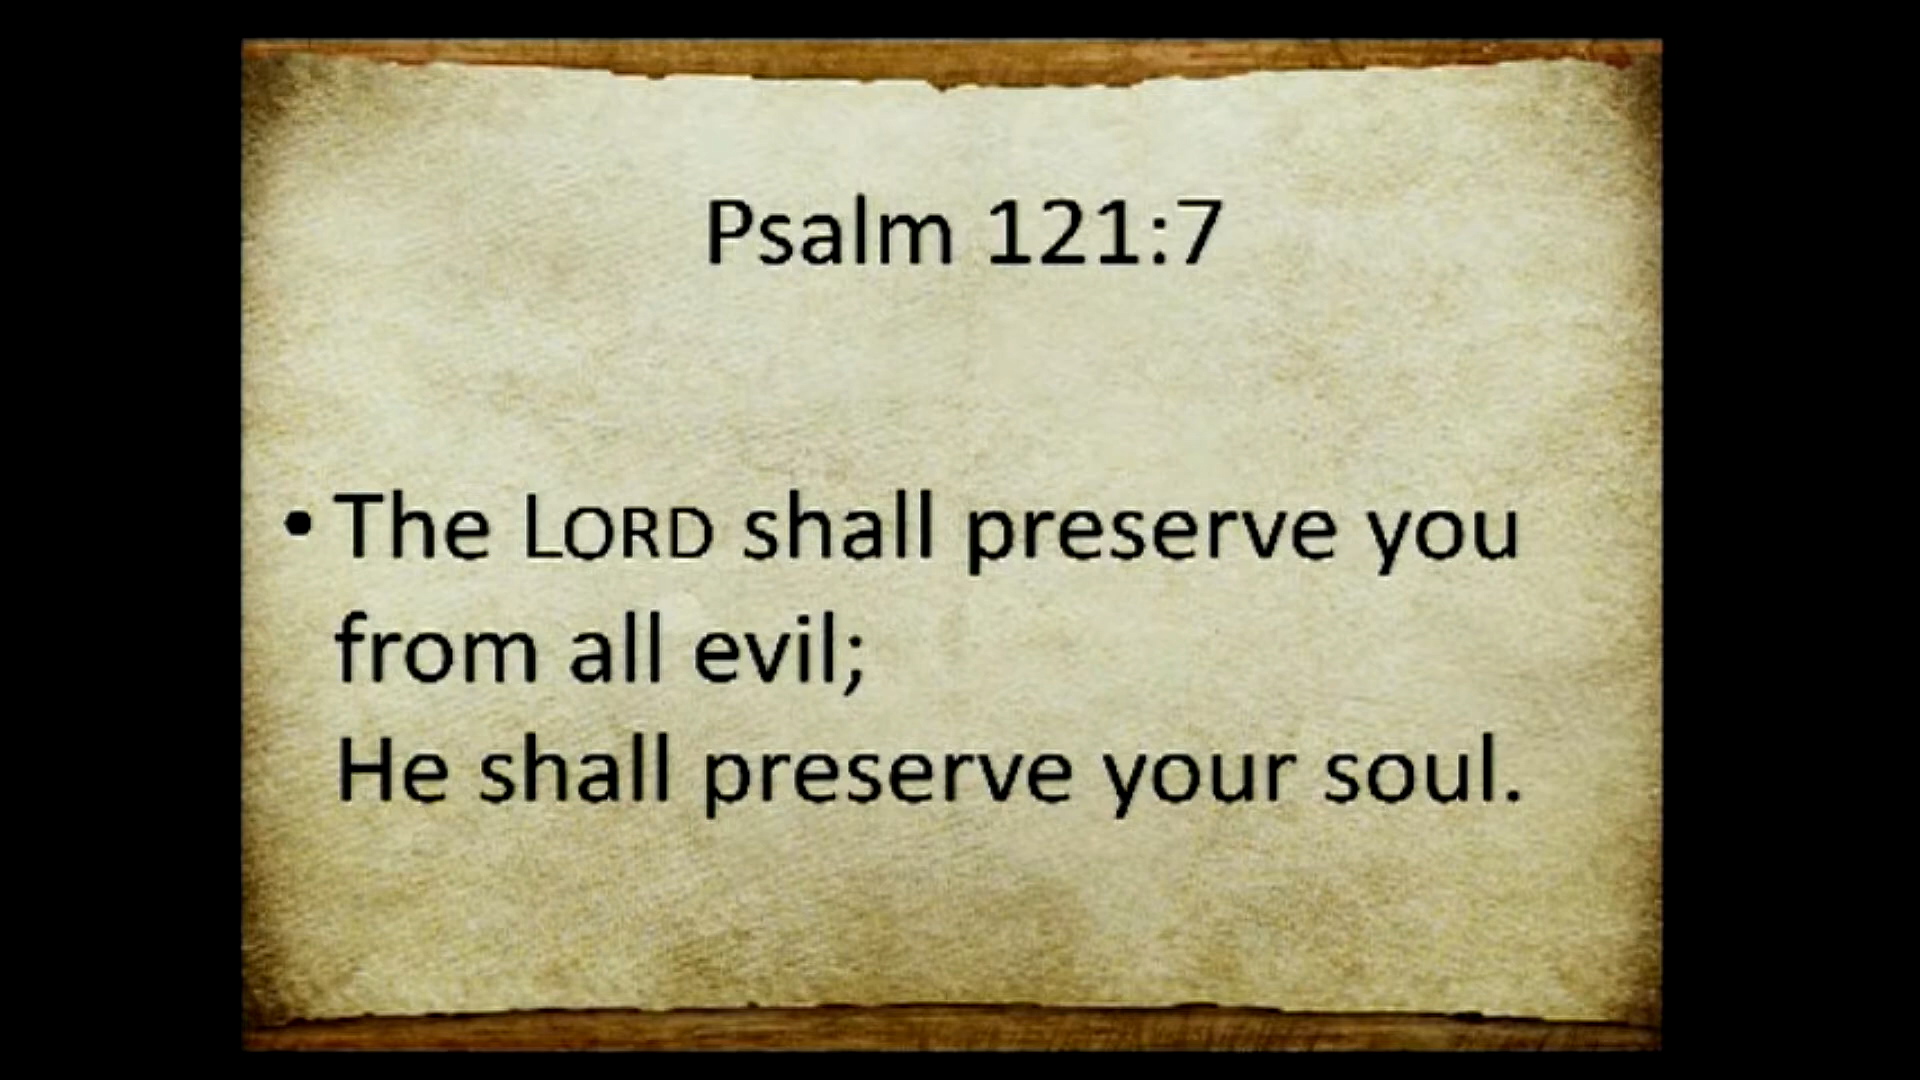 Psalm 121:7
• The LORD shall preserve you
from all evil;
He shall preserve your soul.